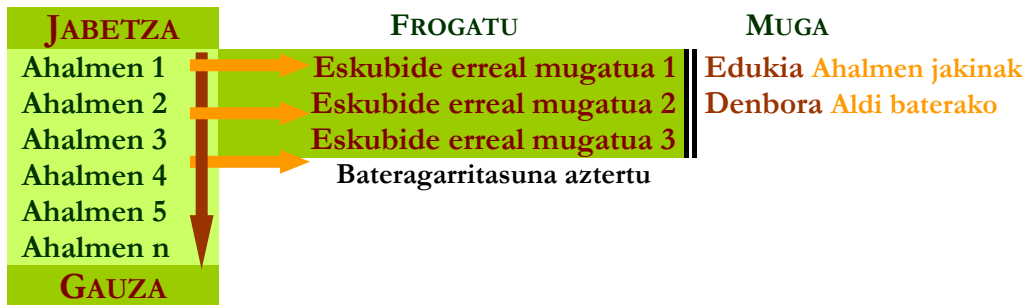 JABETZA FROGATU MUGA
Ahalmen 1 Eskubide erreal mugatua 1 Edukia Ahalmen jakinak
Ahalmen 2 Eskubide erreal mugatua 2 Denbora Aldi baterako
Ahalmen 3 Eskubide erreal mugatua 3
Ahalmen 4 Bateragarritasuna aztertu
Ahalmen 5
Ahalmen n
GAUZA